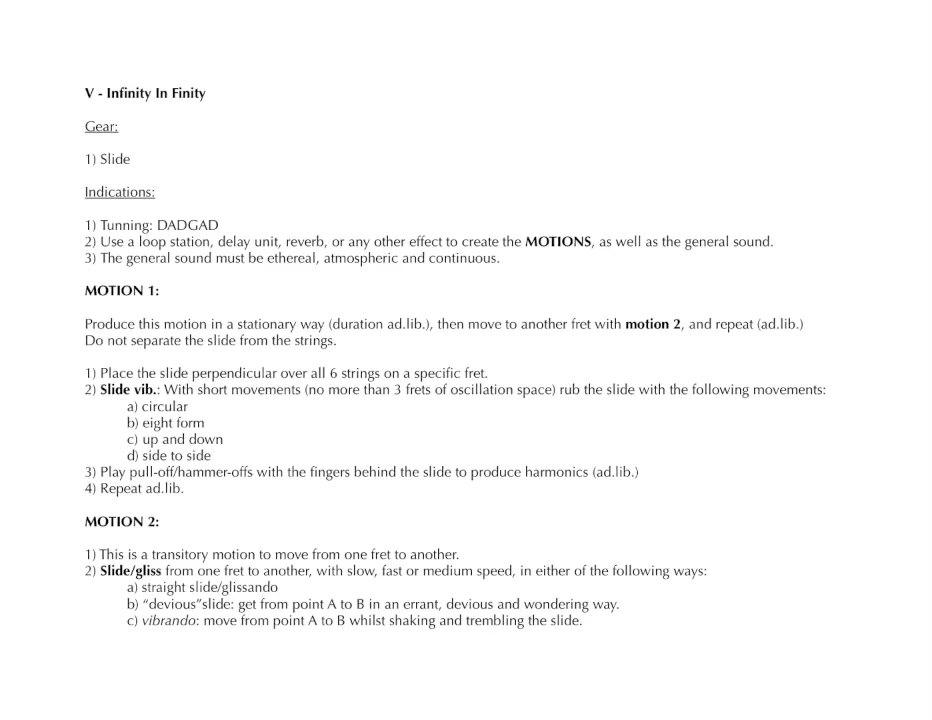 V - Infinity In Finity
Gear:
1) Slide
Indications:
1) Tunning: DADGAD
2) Use a loop station, delay unit, reverb, or any other effect to create the MOTIONS, as well as the general sound.
3) The general sound must be ethereal, atmospheric and continuous.
MOTION 1:
Produce this motion in a stationary way (duration ad.lib.), then move to another fret with motion 2, and repeat (ad.lib.)
Do not separate the slide from the strings.
1) Place the slide perpendicular over all 6 strings on a specific fret.
2) Slide vib.: With short movements (no more than 3 frets of oscillation space) rub the slide with the following movements:
a) circular
b) eight form
c) up and down
d) side to side
3) Play pull-off/hammer-offs with the fingers behind the slide to produce harmonics (ad.lib.)
4) Repeat ad.lib.
MOTION 2:
1) This is a transitory motion to move from one fret to another.
2) Slide/gliss from one fret to another, with slow, fast or medium speed, in either of the following ways:
a) straight slide/glissando
b) “devious”slide: get from point A to B in an errant, devious and wondering way.
c) vibrando: move from point A to B whilst shaking and trembling the slide.